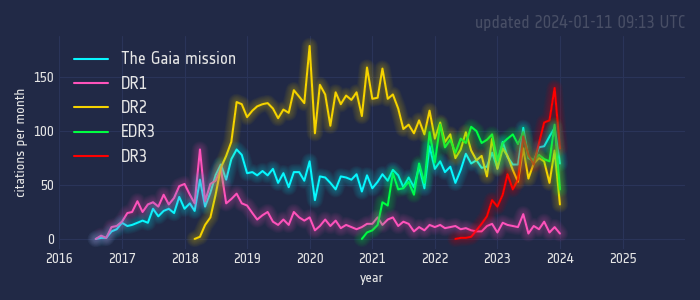 updated 2024-01-11 09:13 UTC
The Gaia mission
DR1
DR2
EDR3
DR3
citations per month
150
100
50
0
2016 2017 2018 2019 2020 2021 2022 2023 2024 2025
year